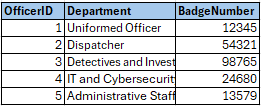 OfficerID Department BadgeNumber
1 Uniformed Officer 12345
2 Dispatcher 54321
3 Detectives and Invest 98765
4 IT and Cybersecurit 24680
5 Administrative Staff 13579